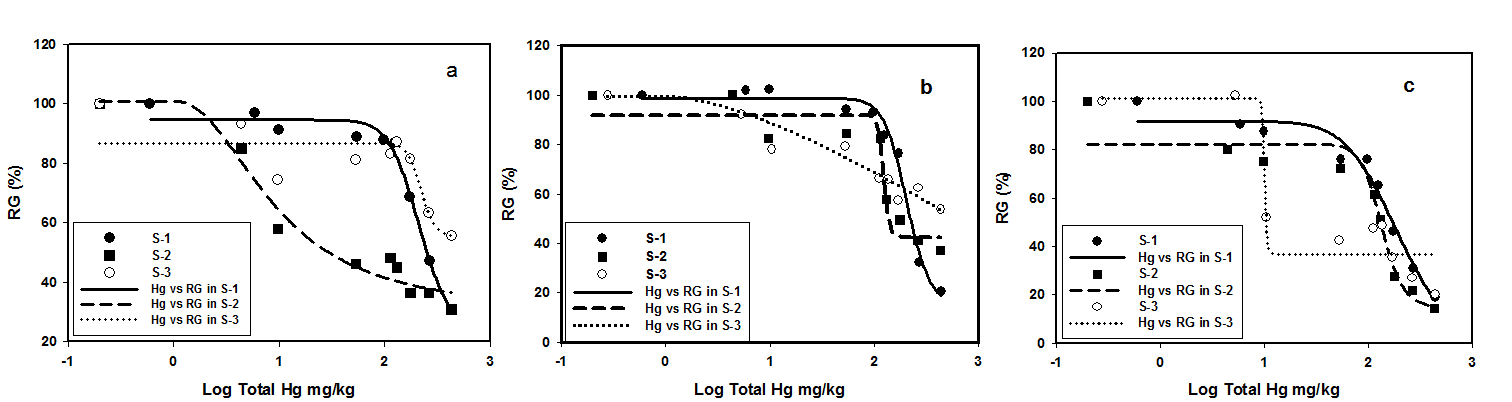 120
100
80
60
40
20
RG (%)
a
S-1
S-2
S-3
Hg vs RG in S-1
Hg vs RG in S-2
Hg vs RG in S-3
-1
0
1
2
3
Log Total Hg mg/kg
120
100
80
60
40
20
0
RG (%)
b
S-1
S-2
S-3
Hg vs RG in S-1
Hg vs RG in S-2
Hg vs RG in S-3
-1
0
1
2
3
Log Total Hg mg/kg
120
100
80
60
40
20
0
RG (%)
c
S-1
Hg vs RG in S-1
S-2
Hg vs RG in S-2
S-3
Hg vs RG in S-3
-1
0
1
2
3
Log Total Hg mg/kg